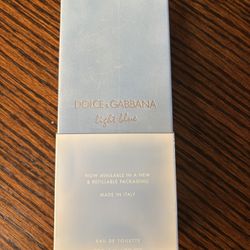 DOLCE & GABBANA
light blue
NOW AVAILABLE IN A NEW
& REFILLABLE PACKAGING
MADE IN ITALY
EAU DE TOILETTE